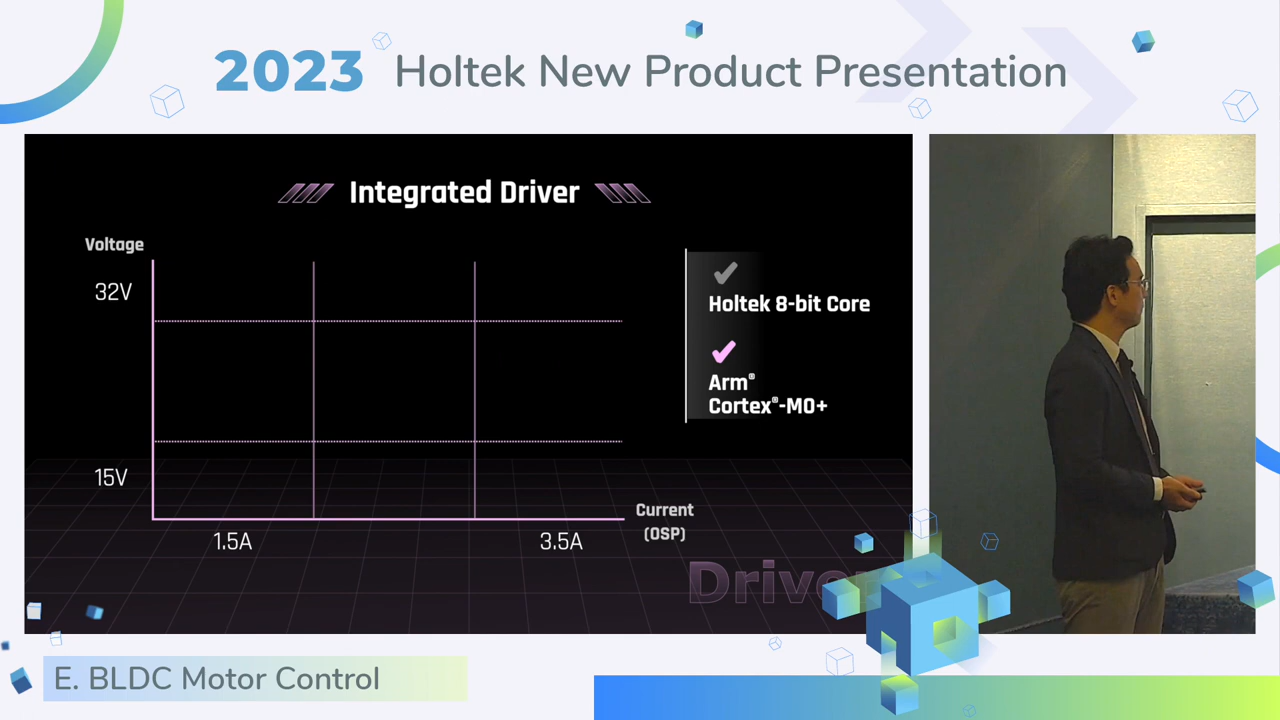 2023 Holtek New Product Presentation
Integrated Driver
Voltage
32V
15V
1.5A
3.5A
Current
(OSP)
Holtek 8-bit Core
Arm®
Cortex®-M0+
E. BLDC Motor Control